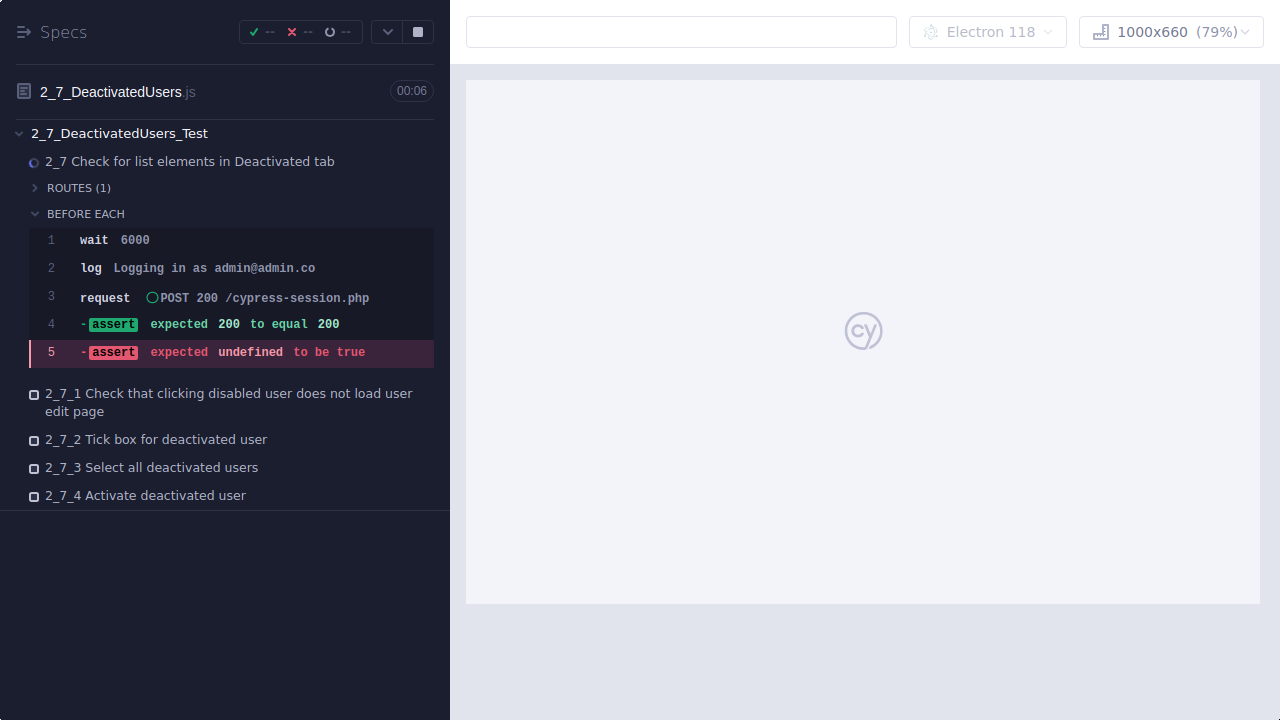 Specs
-- -- --
2_7_DeactivatedUsers.js 00:06
2_7_DeactivatedUsers_Test
2_7 Check for list elements in Deactivated tab
ROUTES (1)
BEFORE EACH
1 wait 6000
2 log Logging in as admin@admin.co
3 request POST 200 /cypress-session.php
4 -assert expected 200 to equal 200
5 -assert expected undefined to be true
2_7_1 Check that clicking disabled user does not load user
edit page
2_7_2 Tick box for deactivated user
2_7_3 Select all deactivated users
2_7_4 Activate deactivated user
Electron 118
1000x660 (79%)
cy